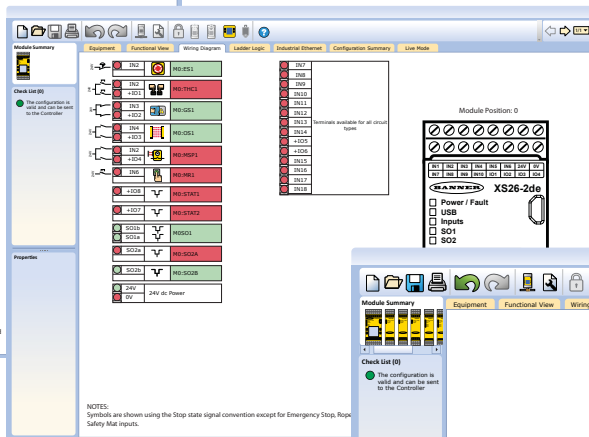 Module Summary
Equipment
Functional View
Wiring Diagram
Ladder Logic
Industrial Ethernet
Configuration Summary
Live Mode
1/1
Check List (0)
The configuration is
valid and can be sent
to the Controller
Properties
IN2
M0:ES1
IN2
+IO1
M0:THC1
IN3
+IO2
M0:GS1
IN4
+IO3
M0:OS1
IN2
+IO4
M0:MSP1
IN6
M0:MR1
+IO8
M0:STAT1
+IO7
M0:STAT2
SO1b
SO1a
M0SO1
SO2a
M0:SO2A
SO2b
M0:SO2B
24V
0V
24V dc Power
IN7
IN8
IN9
IN10
IN11
IN12
IN13
IN14
+IO5
+IO6
IN15
IN16
IN17
IN18
Terminals available for all circuit
types
Module Position: 0
IN1 IN2 IN3 IN4 IN5 IN6 24V 0V
IN7 IN8 IN9 IN10 IO1 IO2 IO3 IO4
BANNER
XS26-2de
Power / Fault
USB
Inputs
SO1
SO2
NOTES:
Symbols are shown using the Stop state signal convention except for Emergency Stop, Rope
Safety Mat inputs.
Module Summary
Equipment
Functional View
Wiring
Check List (0)
The configuration is
valid and can be sent
to the Controller